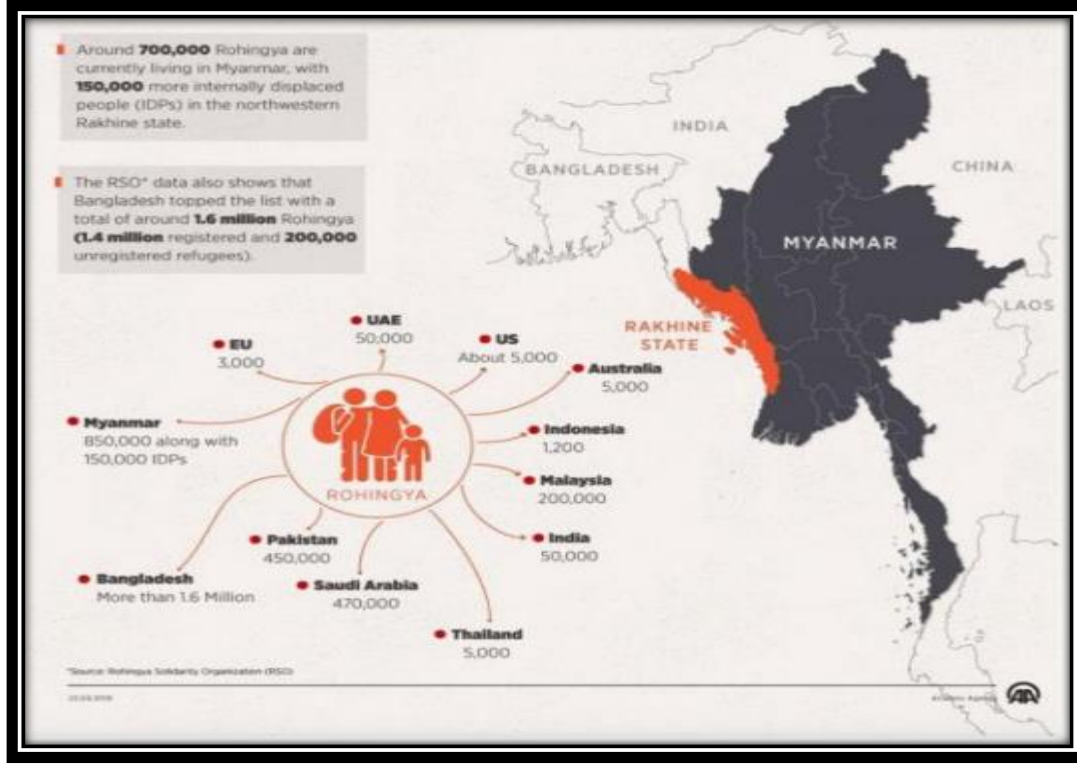 Around 700,000 Rohingya are
currently living in Myanmar, with
150,000 more internally displaced
people (IDPs) in the northwestern
Rakhine state.
The RSO* data also shows that
Bangladesh topped the list with a
total of around 1.6 million Rohingya
(1.4 million registered and 200,000
unregistered refugees).
INDIA
BANGLADESH
CHINA
MYANMAR
LAOS
RAKHINE
STATE
UAE
50,000
EU
3,000
US
About 5,000
Australia
5,000
Myanmar
850,000 along with
150,000 IDPs
Indonesia
1,200
Malaysia
200,000
ROHINGYA
India
50,000
Pakistan
450,000
Bangladesh
More than 1.6 Million
Saudi Arabia
470,000
Thailand
5,000
*Source: Rohingya Solidarity Organization (RSO)
Anadolu Agency
AA